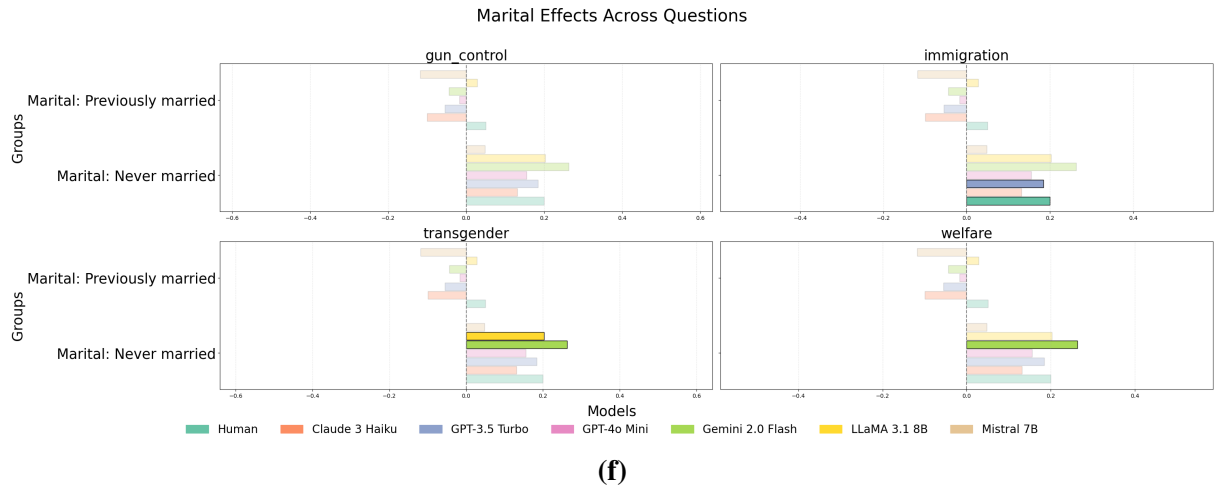 Marital Effects Across Questions
gun_control
immigration
Groups
Marital: Previously married
Marital: Never married
−0.6 −0.4 −0.2 0.0 0.2 0.4 0.6
−0.4 −0.2 0.0 0.2 0.4
transgender
welfare
Groups
Marital: Previously married
Marital: Never married
−0.6 −0.4 −0.2 0.0 0.2 0.4 0.6
−0.4 −0.2 0.0 0.2 0.4
Models
Human Claude 3 Haiku GPT-3.5 Turbo GPT-4o Mini Gemini 2.0 Flash LLaMA 3.1 8B Mistral 7B
(f)